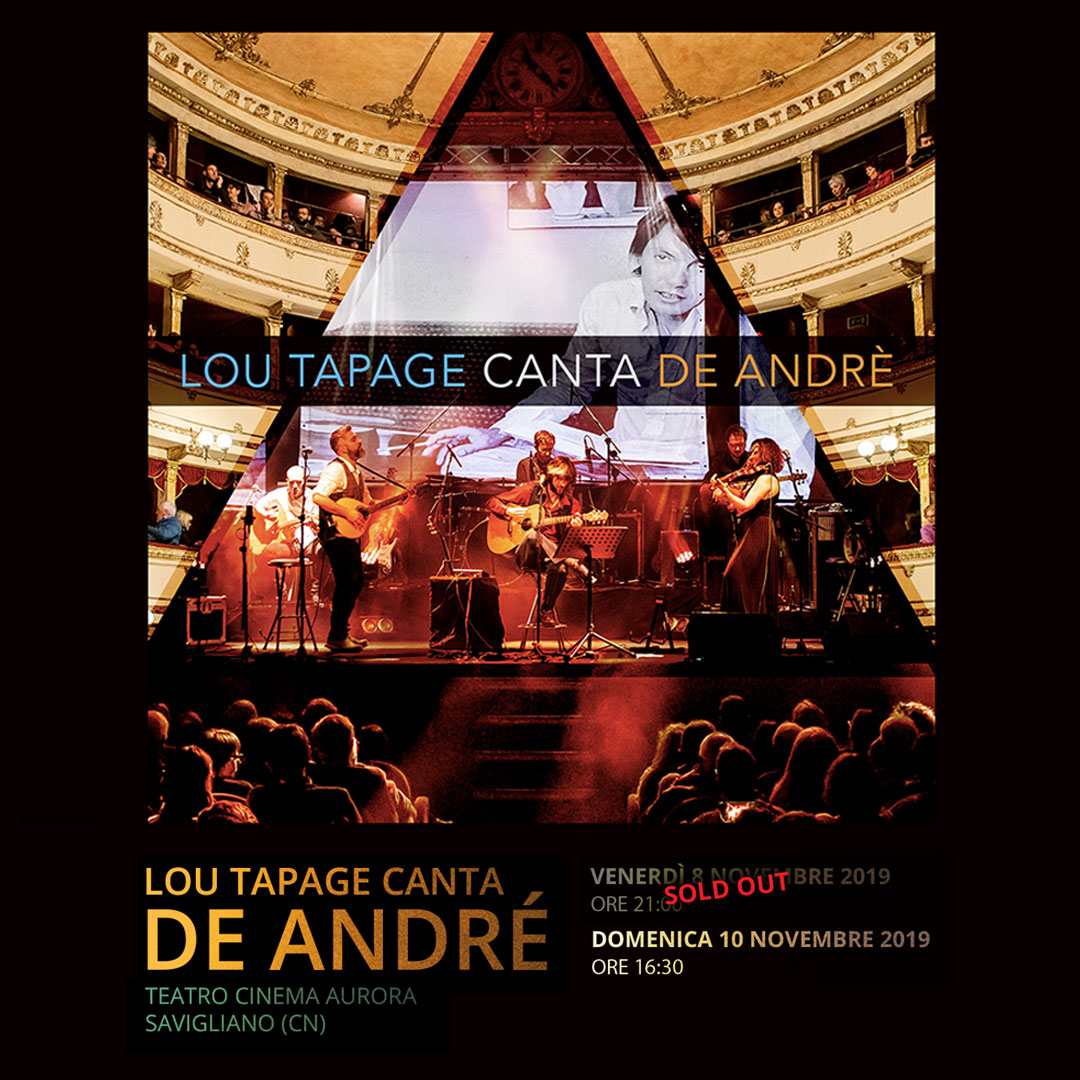 LOU TAPAGE CANTA DE ANDRÈ
LOU TAPAGE CANTA
DE ANDRÉ
TEATRO CINEMA AURORA
SAVIGLIANO (CN)
VENERDÌ 8 NOVEMBRE 2019
SOLD OUT
ORE 21:00
DOMENICA 10 NOVEMBRE 2019
ORE 16:30